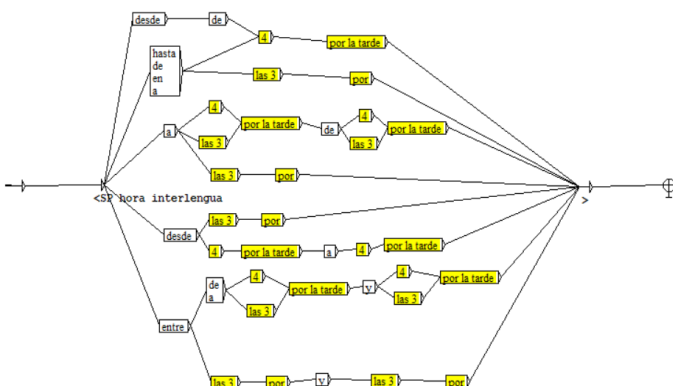 desde de 4 por la tarde
hasta
de
en
a
las 3 por
a 4 las 3 por la tarde de 4 las 3 por la tarde
las 3 por
<SP hora interlengua >
desde las 3 por
4 por la tarde a 4 por la tarde
entre de a 4 las 3 por la tarde y 4 las 3 por la tarde
las 3 por y las 3 por